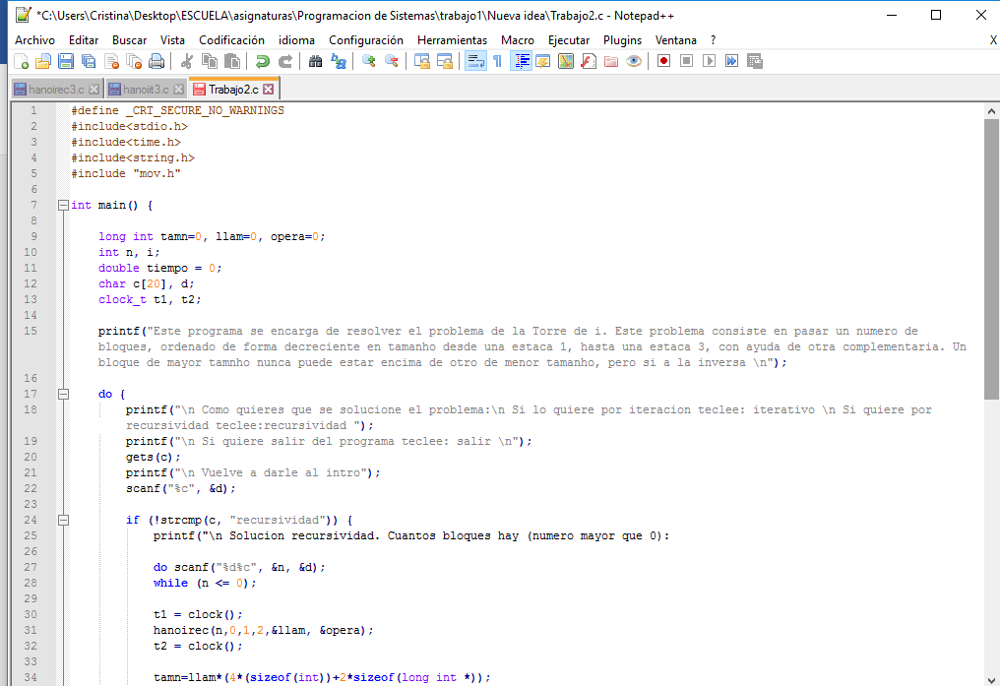 *C:\Users\Cristina\Desktop\ESCUELA\asignaturas\Programacion de Sistemas\trabajo1\Nueva idea\Trabajo2.c - Notepad++
Archivo Editar Buscar Vista Codificación idioma Configuración Herramientas Macro Ejecutar Plugins Ventana ? X
hanoirec3.c hanoiit3.c Trabajo2.c
1 #define _CRT_SECURE_NO_WARNINGS
2 #include<stdio.h>
3 #include<time.h>
4 #include<string.h>
5 #include "mov.h"
6
7 int main() {
8
9 long int tamn=0, llam=0, opera=0;
10 int n, i;
11 double tiempo = 0;
12 char c[20], d;
13 clock_t t1, t2;
14
15 printf("Este programa se encarga de resolver el problema de la Torre de i. Este problema consiste en pasar un numero de
bloques, ordenado de forma decreciente en tamanho desde una estaca 1, hasta una estaca 3, con ayuda de otra complementaria. Un
bloque de mayor tamnho nunca puede estar encima de otro de menor tamanho, pero si a la inversa \n");
16
17 do {
18 printf("\n Como quieres que se solucione el problema:\n Si lo quiere por iteracion teclee: iterativo \n Si quiere por
recursividad teclee:recursividad ");
19 printf("\n Si quiere salir del programa teclee: salir \n");
20 gets(c);
21 printf("\n Vuelve a darle al intro");
22 scanf("%c", &d);
23
24 if (!strcmp(c, "recursividad")) {
25 printf("\n Solucion recursividad. Cuantos bloques hay (numero mayor que 0):
26
27 do scanf("%d%c", &n, &d);
28 while (n <= 0);
29
30 t1 = clock();
31 hanoirec(n,0,1,2,&llam, &opera);
32 t2 = clock();
33
34 tamn=llam*(4*(sizeof(int))+2*sizeof(long int *));